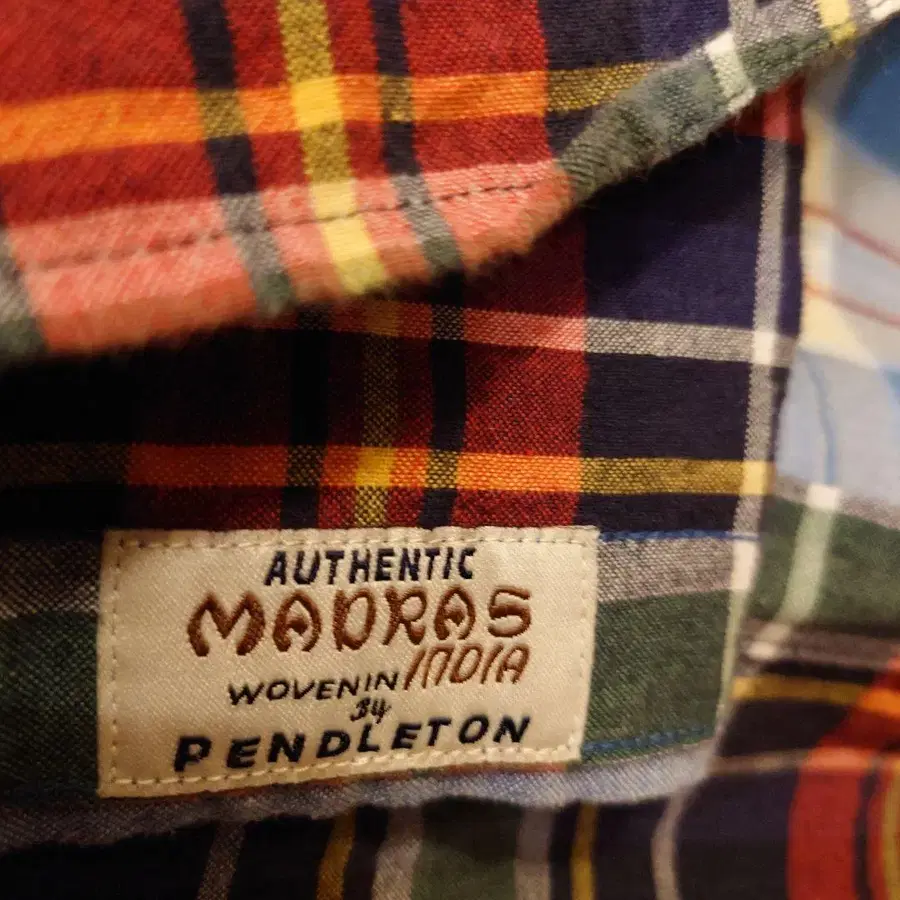 AUTHENTIC
MADRAS
WOVEN IN INDIA
By
PENDLETON